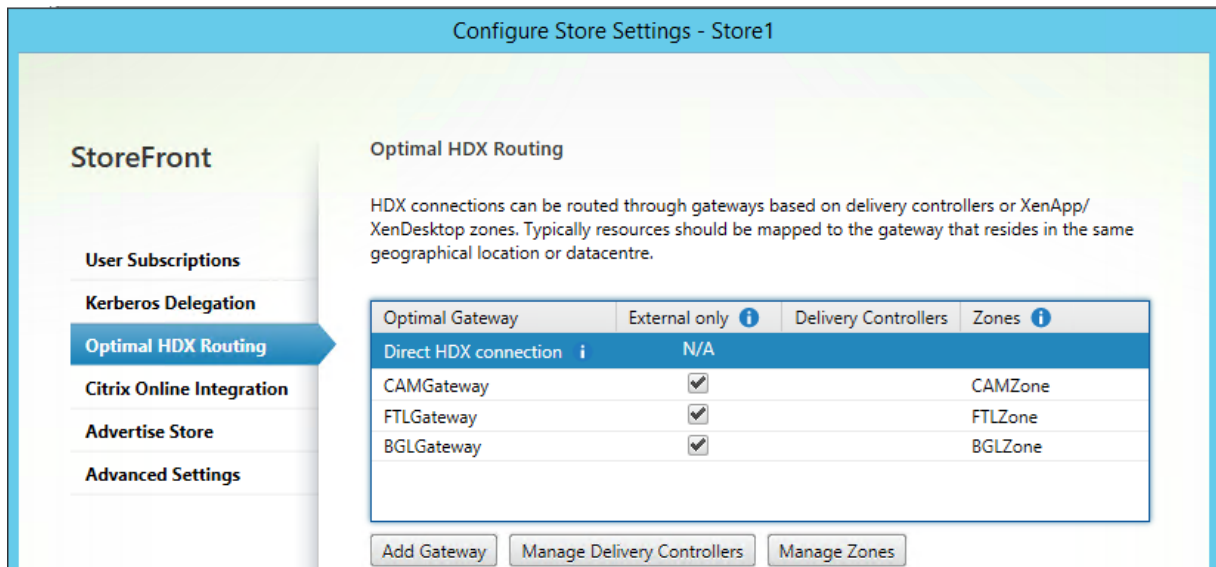 Configure Store Settings - Store1
StoreFront
User Subscriptions
Kerberos Delegation
Optimal HDX Routing
Citrix Online Integration
Advertise Store
Advanced Settings
Optimal HDX Routing
HDX connections can be routed through gateways based on delivery controllers or XenApp/
XenDesktop zones. Typically resources should be mapped to the gateway that resides in the same
geographical location or datacentre.
Optimal Gateway External only i Delivery Controllers Zones i
Direct HDX connection i N/A
CAMGateway CAMZone
FTLGateway FTLZone
BGLGateway BGLZone
Add Gateway Manage Delivery Controllers Manage Zones